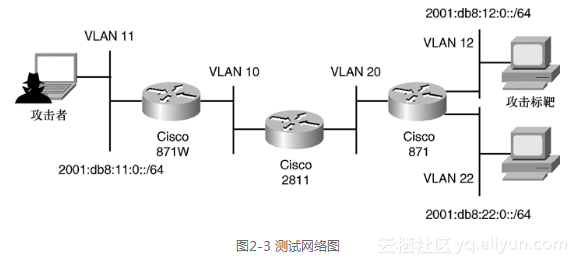 2001:db8:12:0::/64
VLAN 11
VLAN 12
VLAN 10
VLAN 20
攻击者
攻击标靶
Cisco
871W
Cisco
871
Cisco
2811
2001:db8:11:0::/64
VLAN 22
2001:db8:22:0::/64
图2-3 测试网络图
云栖社区 yq.aliyun.com